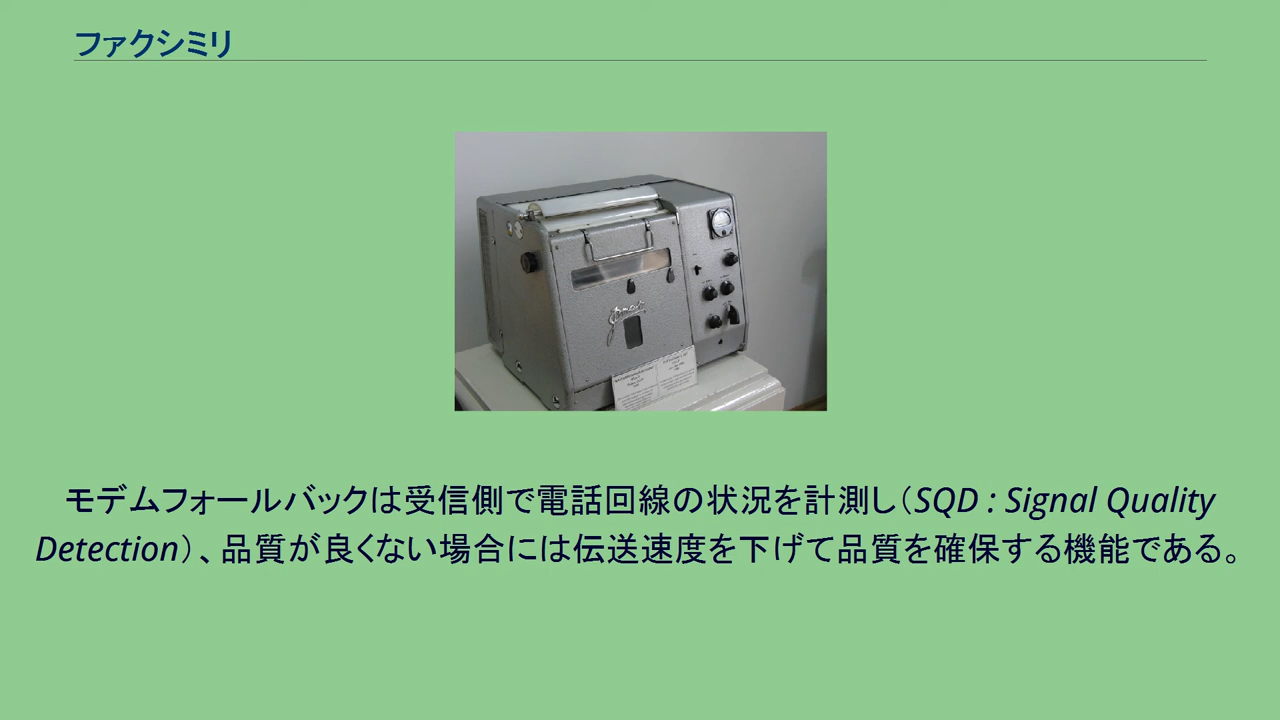 ファクシミリ
モデムフォールバックは受信側で電話回線の状況を計測し（SQD : Signal Quality
Detection）、品質が良くない場合には伝送速度を下げて品質を確保する機能である。